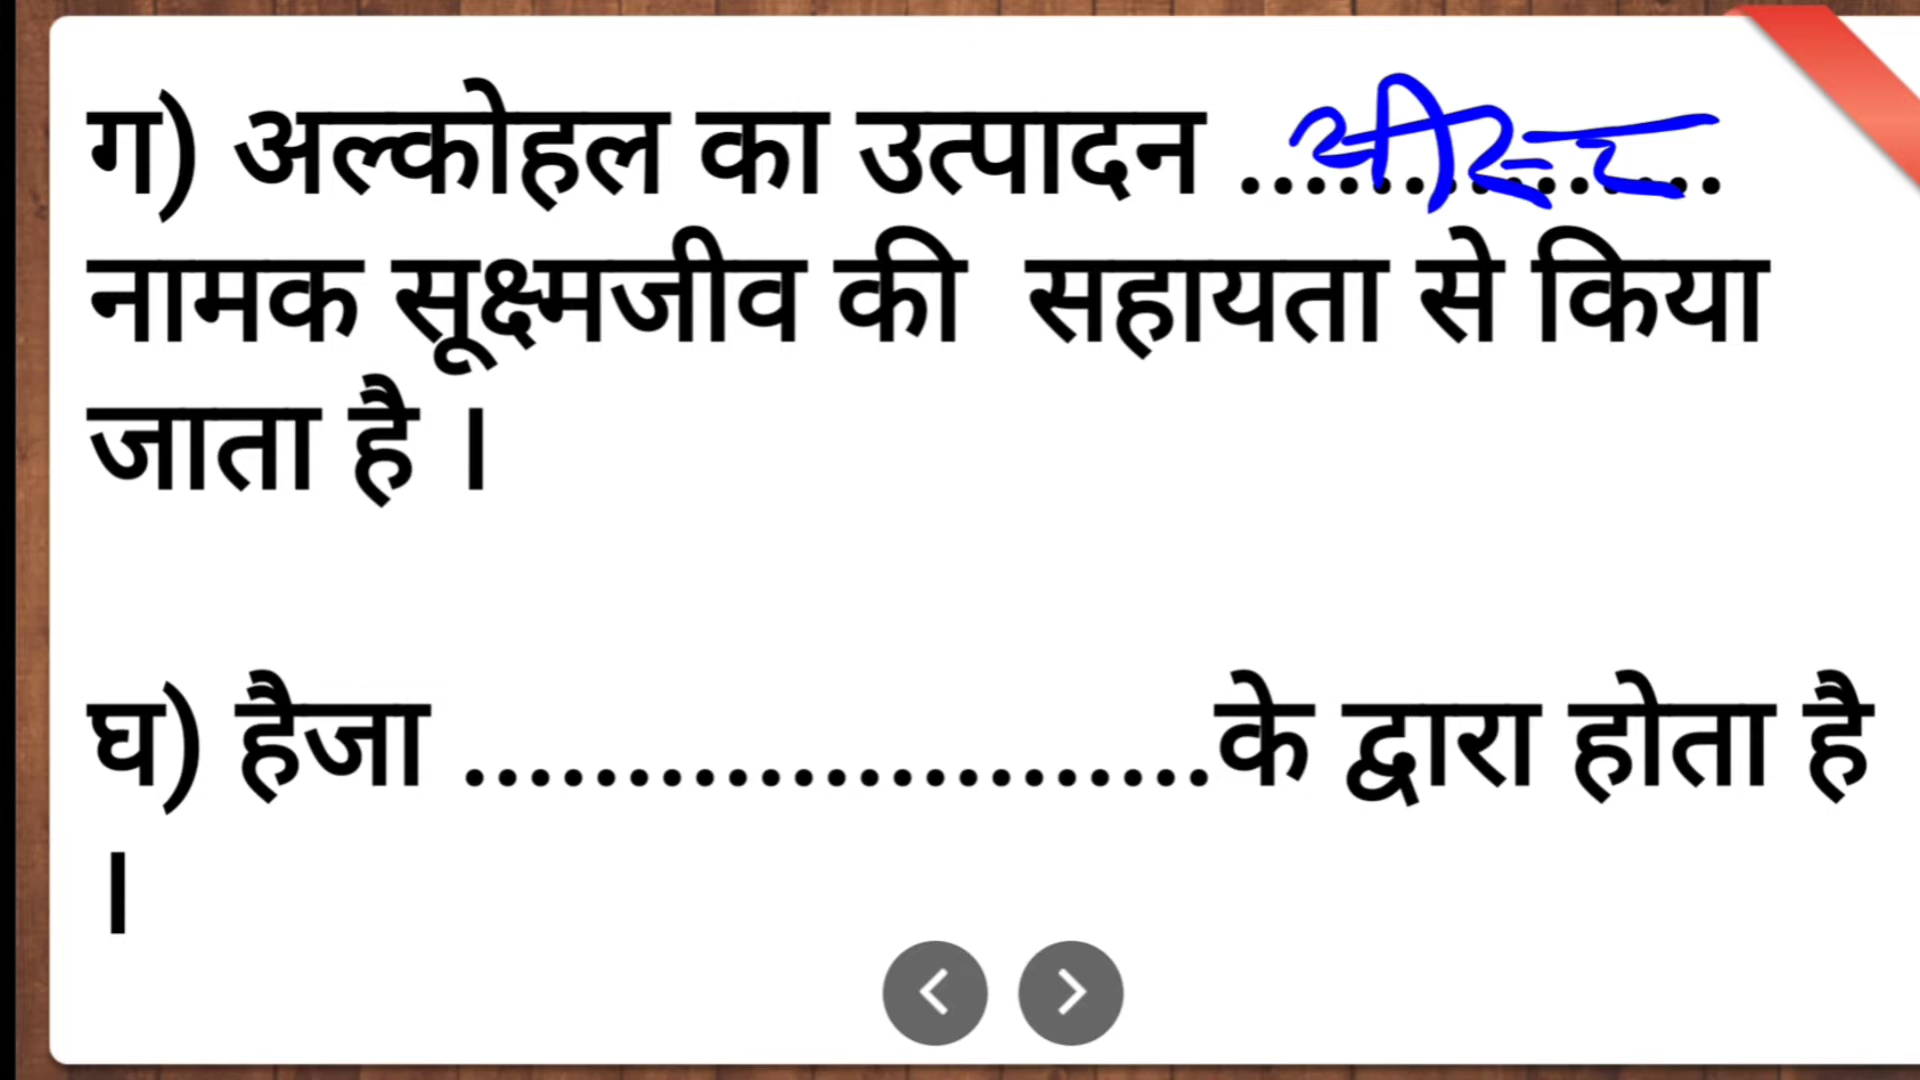 ग) अल्कोहल का उत्पादन ...............
नामक सूक्ष्मजीव की सहायता से किया
जाता है ।
घ) हैजा .......................के द्वारा होता है
।